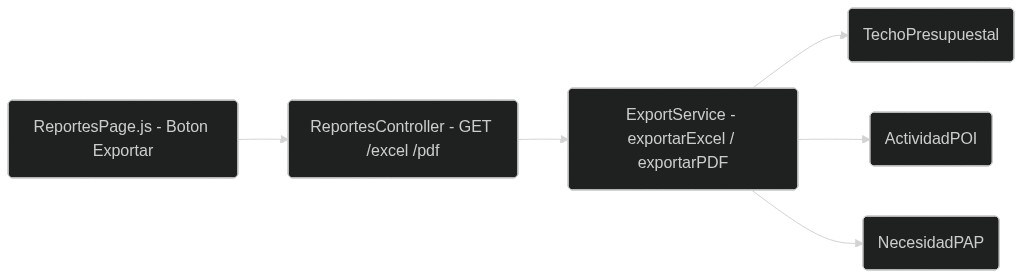 ReportesPage.js - Boton
Exportar
ReportesController - GET
/excel /pdf
ExportService -
exportarExcel /
exportarPDF
TechoPresupuestal
ActividadPOI
NecesidadPAP